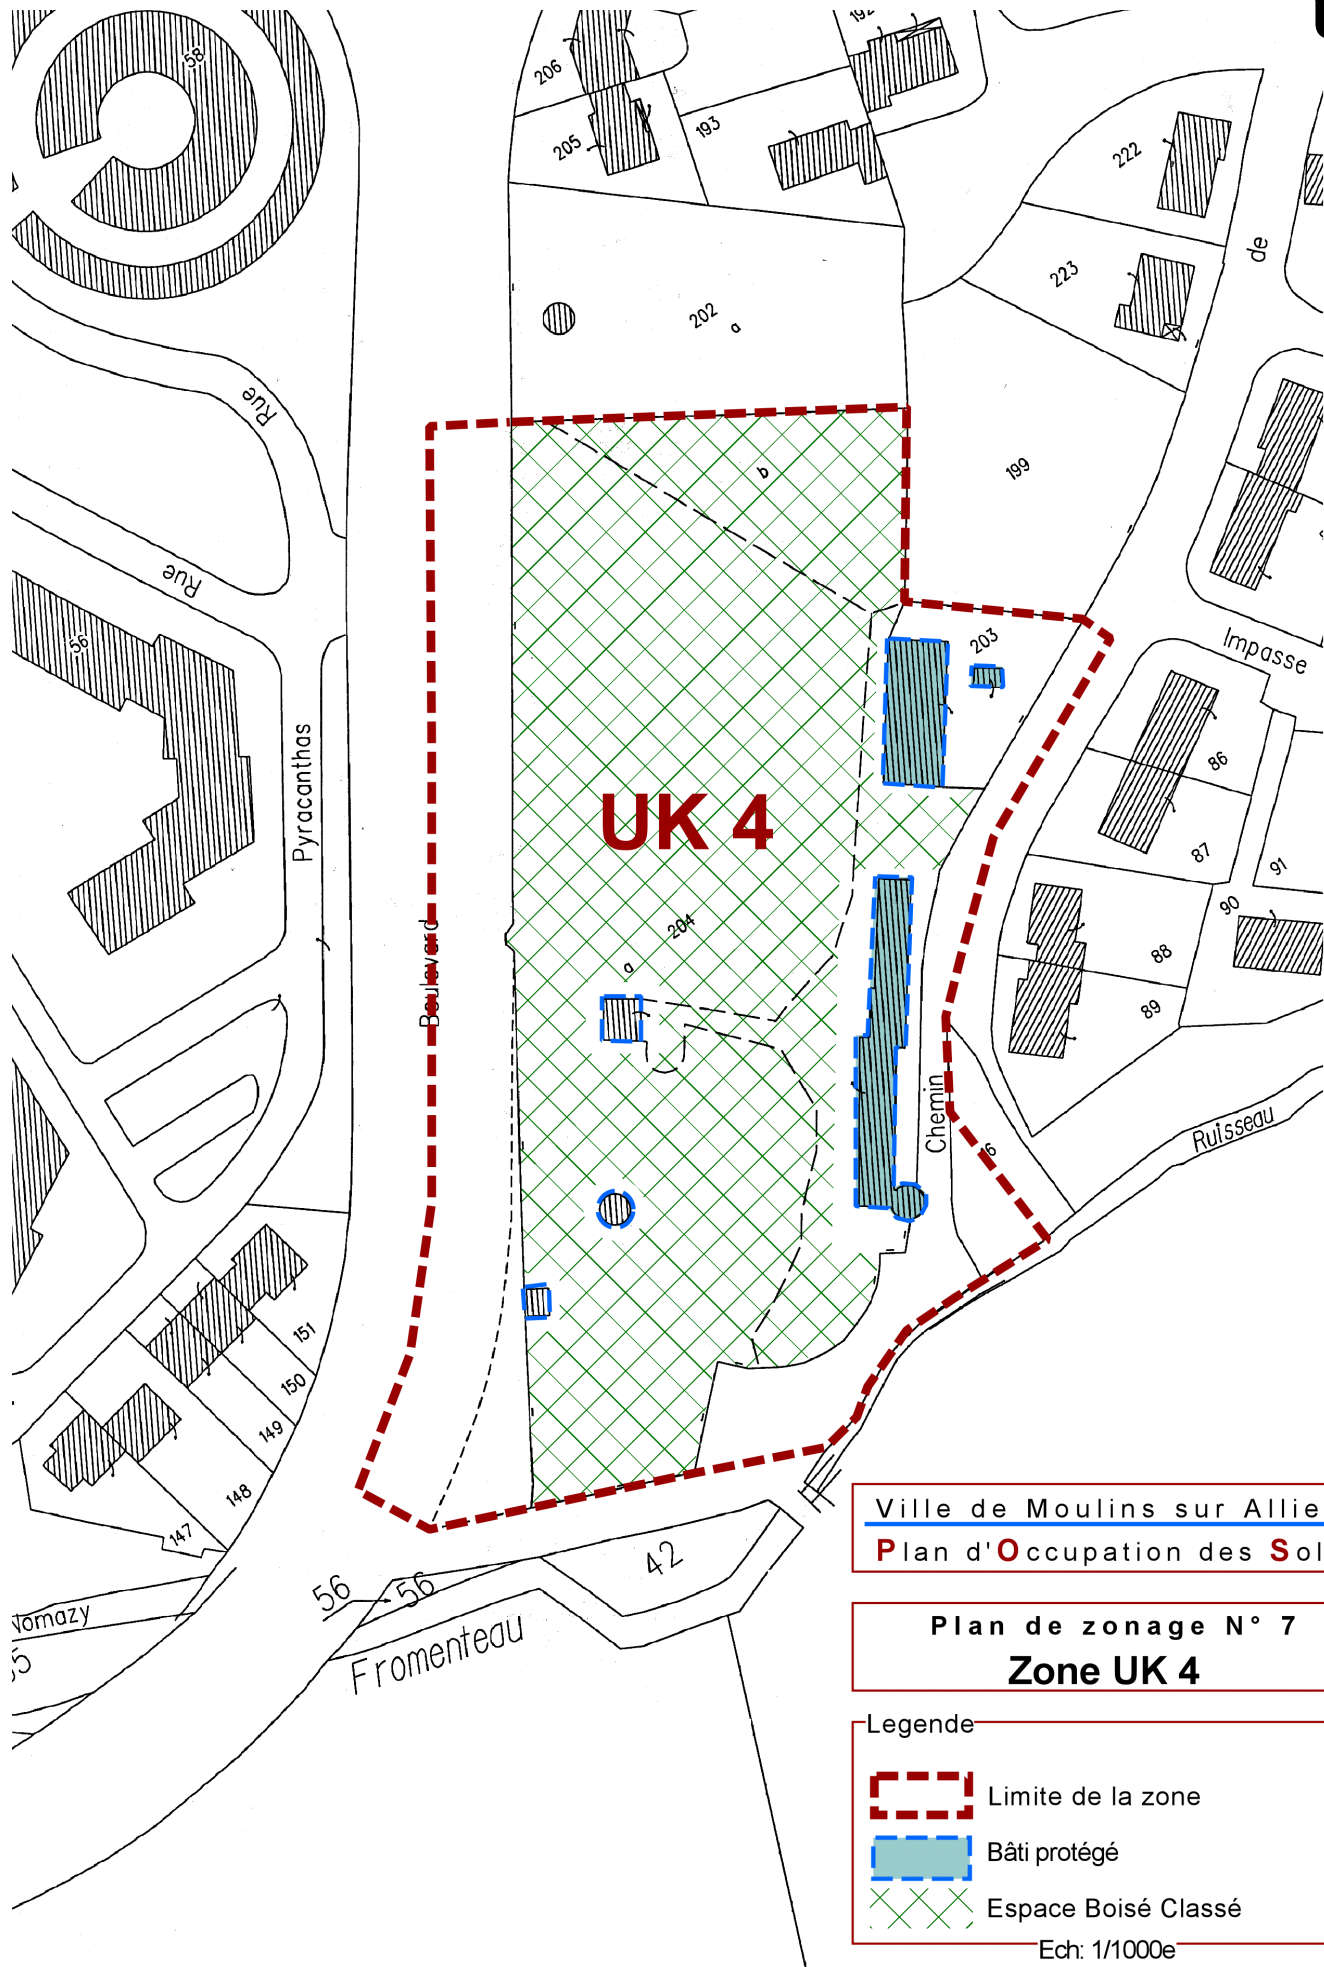 58
206
205
193
192
222
223
de
202
a
Rue
199
b
Rue
56
203
Impasse
Pyracanthas
UK 4
86
87
91
90
88
89
204
a
Boulevard
Chemin
16
Ruisseau
151
150
149
148
147
Nomazy
56
56
42
Fromenteau
Ville de Moulins sur Allie
Plan d'Occupation des Sol
Plan de zonage N° 7
Zone UK 4
Legende
Limite de la zone
Bâti protégé
Espace Boisé Classé
Ech: 1/1000e